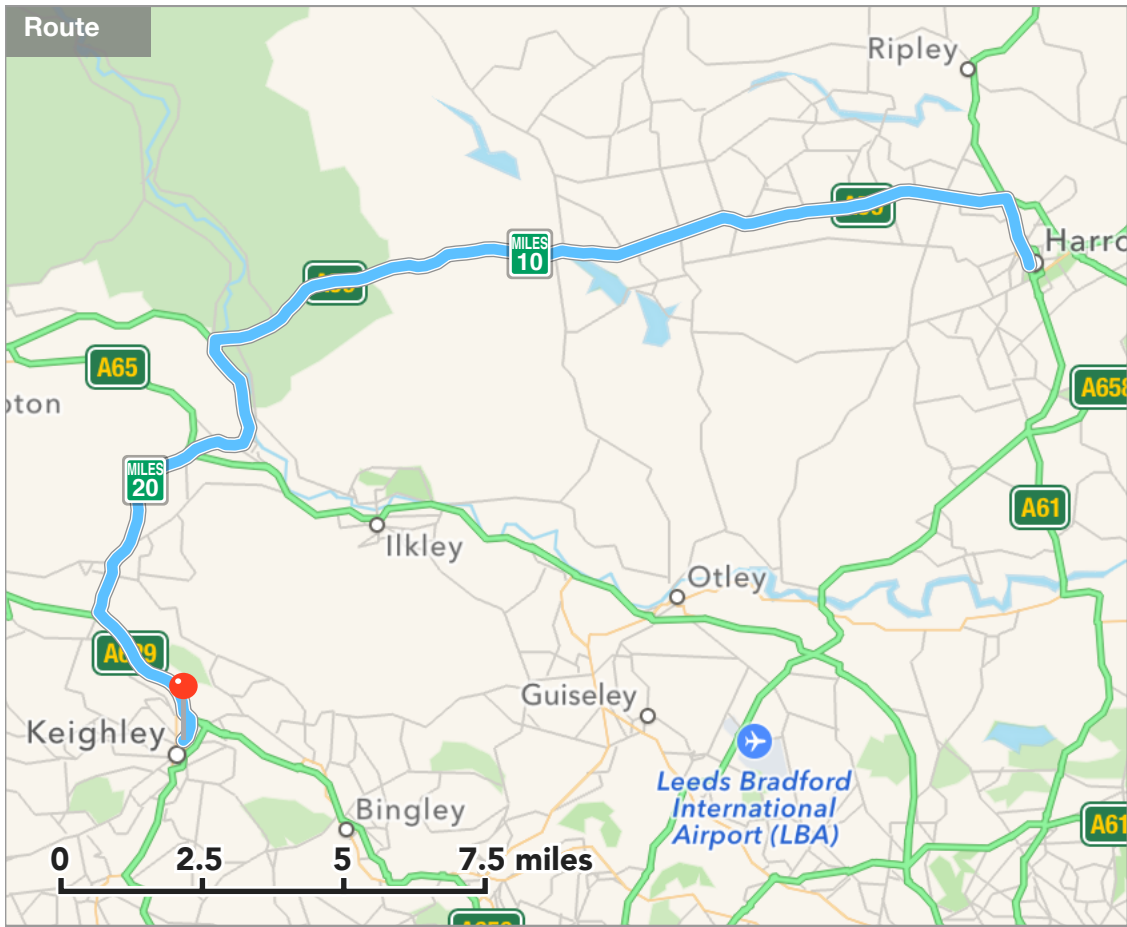 Route
Ripley
Harro
MILES
10
A65
A658
oton
MILES
20
A61
Ilkley
Otley
Guiseley
Keighley
Leeds Bradford
International
Airport (LBA)
Bingley
A61
0 2.5 5 7.5 miles